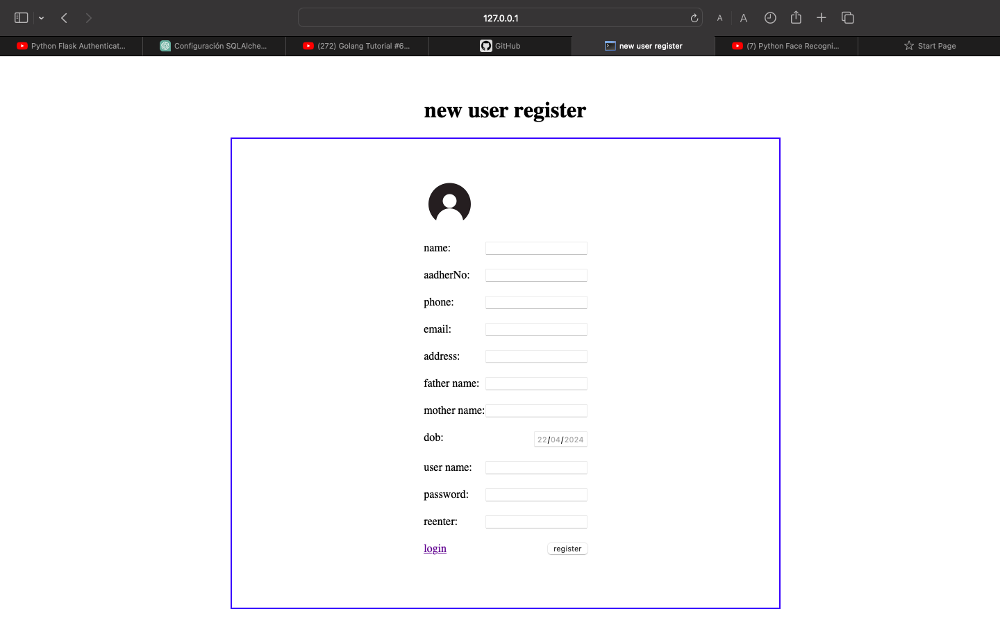 127.0.0.1
A A
Python Flask Authenticat...
Configuración SQLAlche...
(272) Golang Tutorial #6...
GitHub
new user register
(7) Python Face Recogni...
Start Page
new user register
name:
aadherNo:
phone:
email:
address:
father name:
mother name:
dob: 22/04/2024
user name:
password:
reenter:
login register